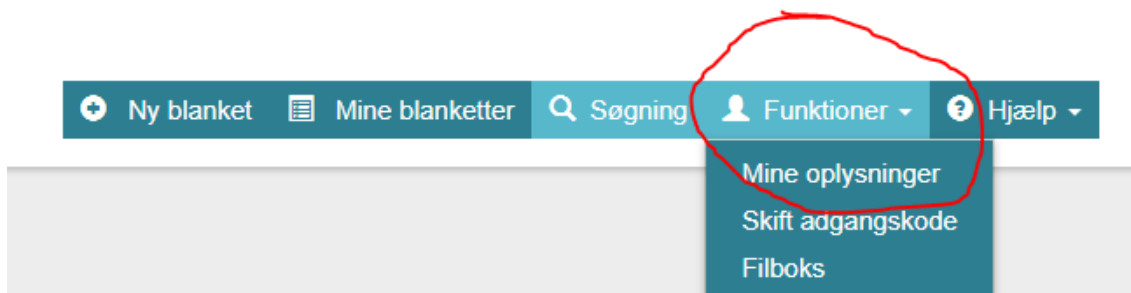 Ny blanket Mine blanketter Søgning Funktioner Hjælp
Mine oplysninger
Skift adgangskode
Filboks